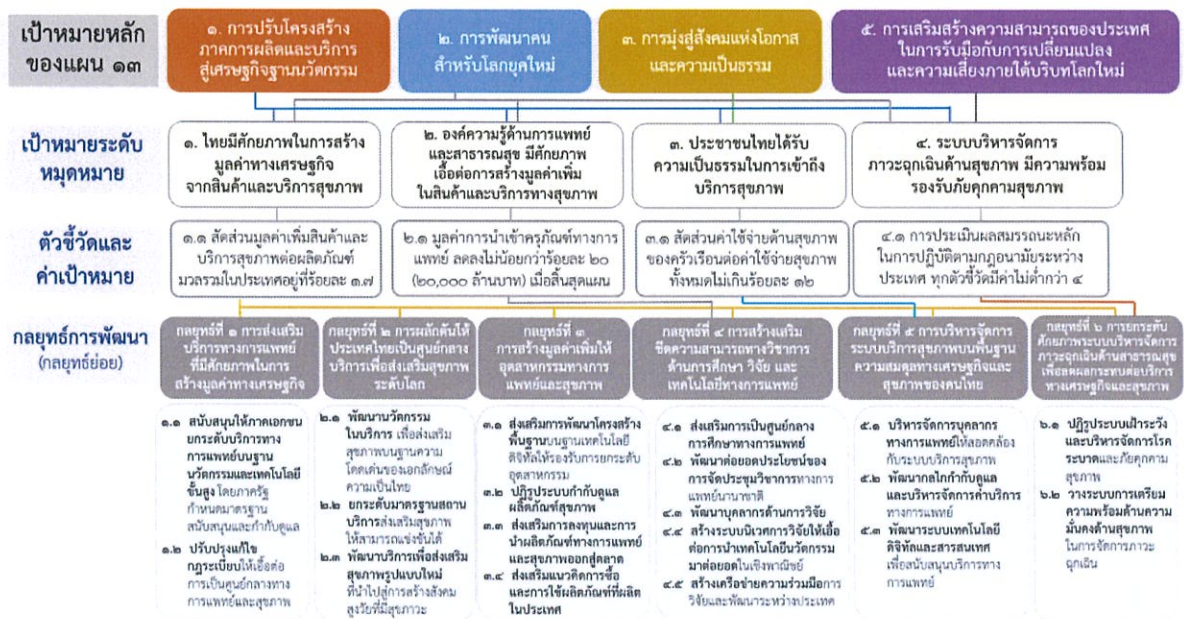 เป้าหมายหลัก
ของแผน ๑๓
๑. การปรับโครงสร้าง
ภาคการผลิตและบริการ
สู่เศรษฐกิจฐานนวัตกรรม
๒. การพัฒนาคน
สำหรับโลกยุคใหม่
๓. การมุ่งสู่สังคมแห่งโอกาส
และความเป็นธรรม
๕. การเสริมสร้างความสามารถของประเทศ
ในการรับมือกับการเปลี่ยนแปลง
และความเสี่ยงภายใต้บริบทโลกใหม่
เป้าหมายระดับ
หมุดหมาย
๑. ไทยมีศักยภาพในการสร้าง
มูลค่าทางเศรษฐกิจ
จากสินค้าและบริการสุขภาพ
๒. องค์ความรู้ด้านการแพทย์
และสาธารณสุข มีศักยภาพ
เอื้อต่อการสร้างมูลค่าเพิ่ม
ในสินค้าและบริการทางสุขภาพ
๓. ประชาชนไทยได้รับ
ความเป็นธรรมในการเข้าถึง
บริการสุขภาพ
๔. ระบบบริหารจัดการ
ภาวะฉุกเฉินด้านสุขภาพ มีความพร้อม
รองรับภัยคุกคามสุขภาพ
ตัวชี้วัดและ
ค่าเป้าหมาย
๑.๑ สัดส่วนมูลค่าเพิ่มสินค้าและ
บริการสุขภาพต่อผลิตภัณฑ์
มวลรวมในประเทศอยู่ที่ร้อยละ ๑.๗
๒.๑ มูลค่าการนำเข้าครุภัณฑ์ทางการ
แพทย์ ลดลงไม่น้อยกว่าร้อยละ ๒๐
(๒๐,๐๐๐ ล้านบาท) เมื่อสิ้นสุดแผน
๓.๑ สัดส่วนค่าใช้จ่ายด้านสุขภาพ
ของครัวเรือนต่อค่าใช้จ่ายสุขภาพ
ทั้งหมดไม่เกินร้อยละ ๑๒
๔.๑ การประเมินผลสมรรถนะหลัก
ในการปฏิบัติตามกฎอนามัยระหว่าง
ประเทศ ทุกตัวชี้วัดมีค่าไม่ต่ำกว่า ๔
กลยุทธ์การพัฒนา
(กลยุทธ์ย่อย)
กลยุทธ์ที่ ๑ การส่งเสริม
บริการทางการแพทย์
ที่มีศักยภาพในการ
สร้างมูลค่าทางเศรษฐกิจ
กลยุทธ์ที่ ๒ การผลักดันให้
ประเทศไทยเป็นศูนย์กลาง
บริการเพื่อส่งเสริมสุขภาพ
ระดับโลก
กลยุทธ์ที่ ๓
การสร้างมูลค่าเพิ่มให้
อุตสาหกรรมทางการ
แพทย์และสุขภาพ
กลยุทธ์ที่ ๔ การสร้างเสริม
ขีดความสามารถทางวิชาการ
ด้านการศึกษา วิจัย และ
เทคโนโลยีทางการแพทย์
กลยุทธ์ที่ ๕ การบริหารจัดการ
ระบบบริการสุขภาพบนพื้นฐาน
ความสมดุลทางเศรษฐกิจและ
สุขภาพของคนไทย
กลยุทธ์ที่ ๖ การยกระดับ
ศักยภาพระบบบริหารจัดการ
ภาวะฉุกเฉินด้านสาธารณสุข
เพื่อลดผลกระทบต่อบริการ
ทางเศรษฐกิจและสุขภาพ
๑.๑ สนับสนุนให้ภาคเอกชน
ยกระดับบริการทาง
การแพทย์บนฐาน
นวัตกรรมและเทคโนโลยี
ขั้นสูง โดยภาครัฐ
กำหนดมาตรฐาน
สนับสนุนและกำกับดูแล
๑.๒ ปรับปรุงแก้ไข
กฎระเบียบให้เอื้อต่อ
การเป็นศูนย์กลางทาง
การแพทย์และสุขภาพ
๒.๑ พัฒนานวัตกรรม
ในบริการ เพื่อส่งเสริม
สุขภาพบนฐานความ
โดดเด่นของเอกลักษณ์
ความเป็นไทย
๒.๒ ยกระดับมาตรฐานสถาน
บริการส่งเสริมสุขภาพ
ให้สามารถแข่งขันได้
๒.๓ พัฒนาบริการเพื่อส่งเสริม
สุขภาพรูปแบบใหม่
ที่นำไปสู่การสร้างสังคม
สูงวัยที่มีสุขภาวะ
๓.๑ ส่งเสริมการพัฒนาโครงสร้าง
พื้นฐานบนฐานเทคโนโลยี
ดิจิทัลให้รองรับการยกระดับ
อุตสาหกรรม
๓.๒ ปฏิรูประบบกำกับดูแล
ผลิตภัณฑ์สุขภาพ
๓.๓ ส่งเสริมการลงทุนและการ
นำผลิตภัณฑ์ทางการแพทย์
และสุขภาพออกสู่ตลาด
๓.๔ ส่งเสริมแนวคิดการซื้อ
และการใช้ผลิตภัณฑ์ที่ผลิต
ในประเทศ
๔.๑ ส่งเสริมการเป็นศูนย์กลาง
การศึกษาทางการแพทย์
๔.๒ พัฒนาต่อยอดประโยชน์ของ
การจัดประชุมวิชาการทางการ
แพทย์นานาชาติ
๔.๓ พัฒนาบุคลากรด้านการวิจัย
๔.๔ สร้างระบบนิเวศการวิจัยให้เอื้อ
ต่อการนำเทคโนโลยีนวัตกรรม
มาต่อยอดในเชิงพาณิชย์
๔.๕ สร้างเครือข่ายความร่วมมือการ
วิจัยและพัฒนาระหว่างประเทศ
๕.๑ บริหารจัดการบุคลากร
ทางการแพทย์ให้สอดคล้อง
กับระบบบริการสุขภาพ
๕.๒ พัฒนากลไกกำกับดูแล
และบริหารจัดการค่าบริการ
ทางการแพทย์
๕.๓ พัฒนาระบบเทคโนโลยี
ดิจิทัลและสารสนเทศ
เพื่อสนับสนุนบริการทาง
การแพทย์
๖.๑ ปฏิรูประบบเฝ้าระวัง
และบริหารจัดการโรค
ระบาดและภัยคุกคาม
สุขภาพ
๖.๒ วางระบบการเตรียม
ความพร้อมด้านความ
มั่นคงด้านสุขภาพ
ในการจัดการภาวะ
ฉุกเฉิน